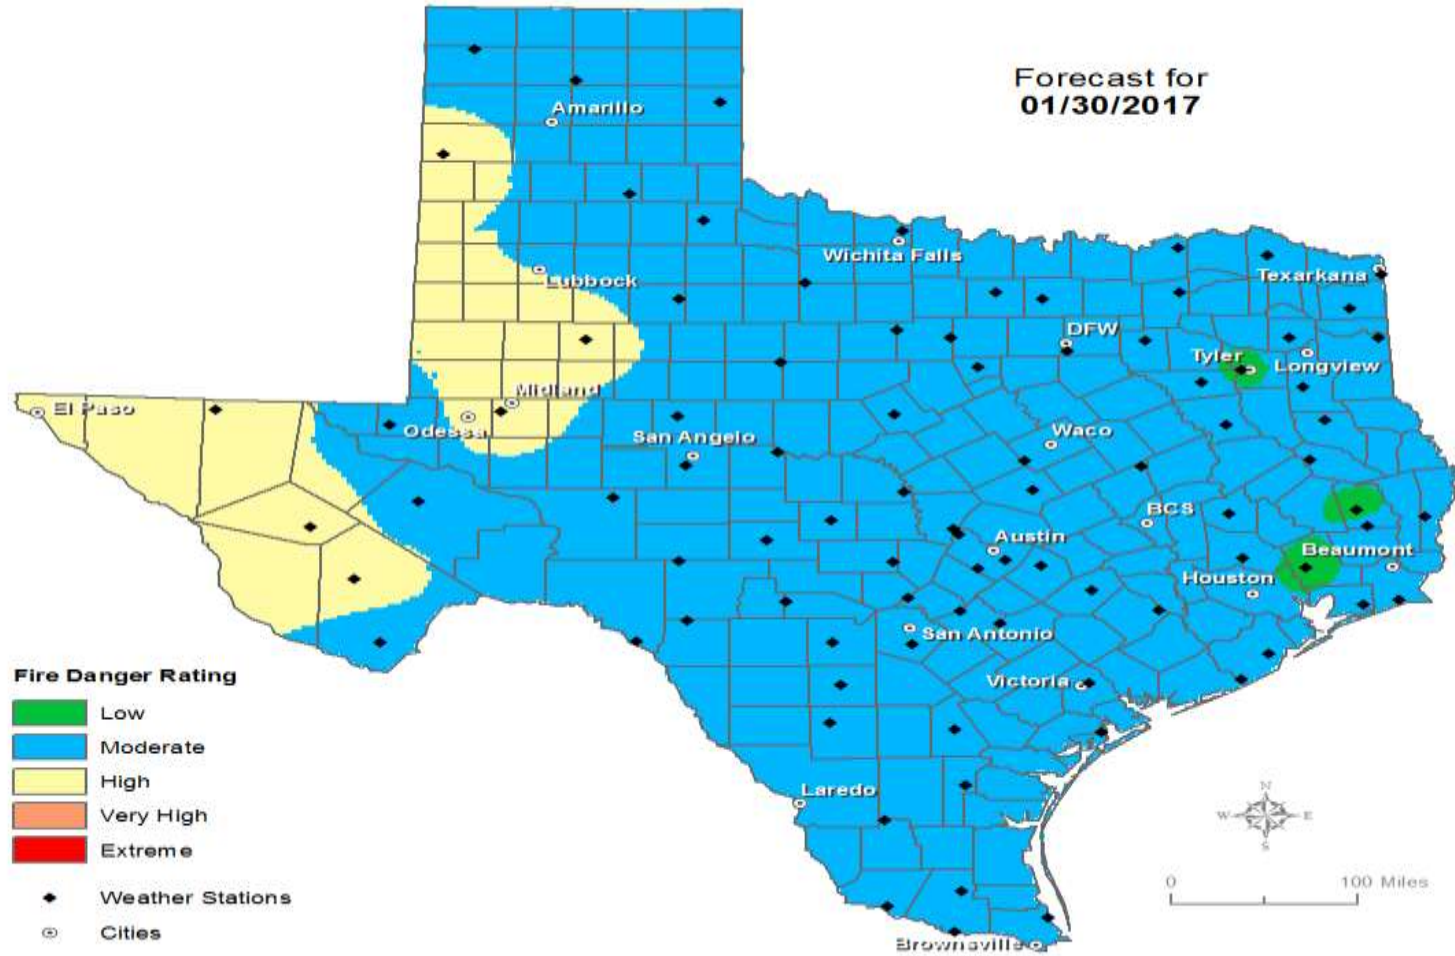 Forecast for
01/30/2017
Amarillo
Wichita Falls
Lubbock
Texarkana
DFW
Tyler
Longview
Midland
El Paso
Odessa
San Angelo
Waco
BCS
Austin
Beaumont
Houston
San Antonio
Victoria
Laredo
Brownsville
Fire Danger Rating
Low
Moderate
High
Very High
Extreme
Weather Stations
Cities
N
W E
S
0 100 Miles